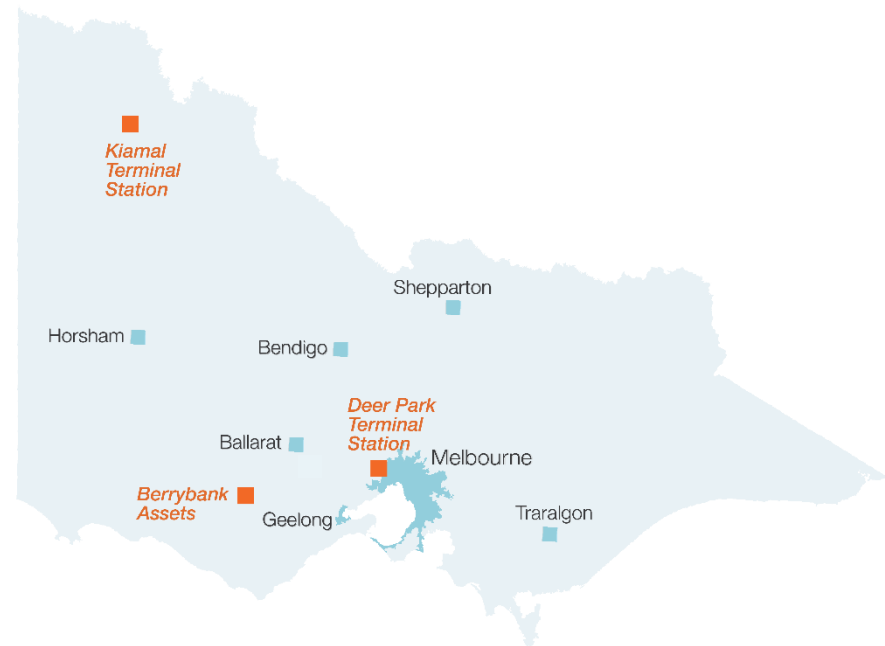 Kiamal
Terminal
Station
Shepparton
Horsham
Bendigo
Deer Park
Terminal
Station
Ballarat
Melbourne
Berrybank
Assets
Geelong
Traralgon